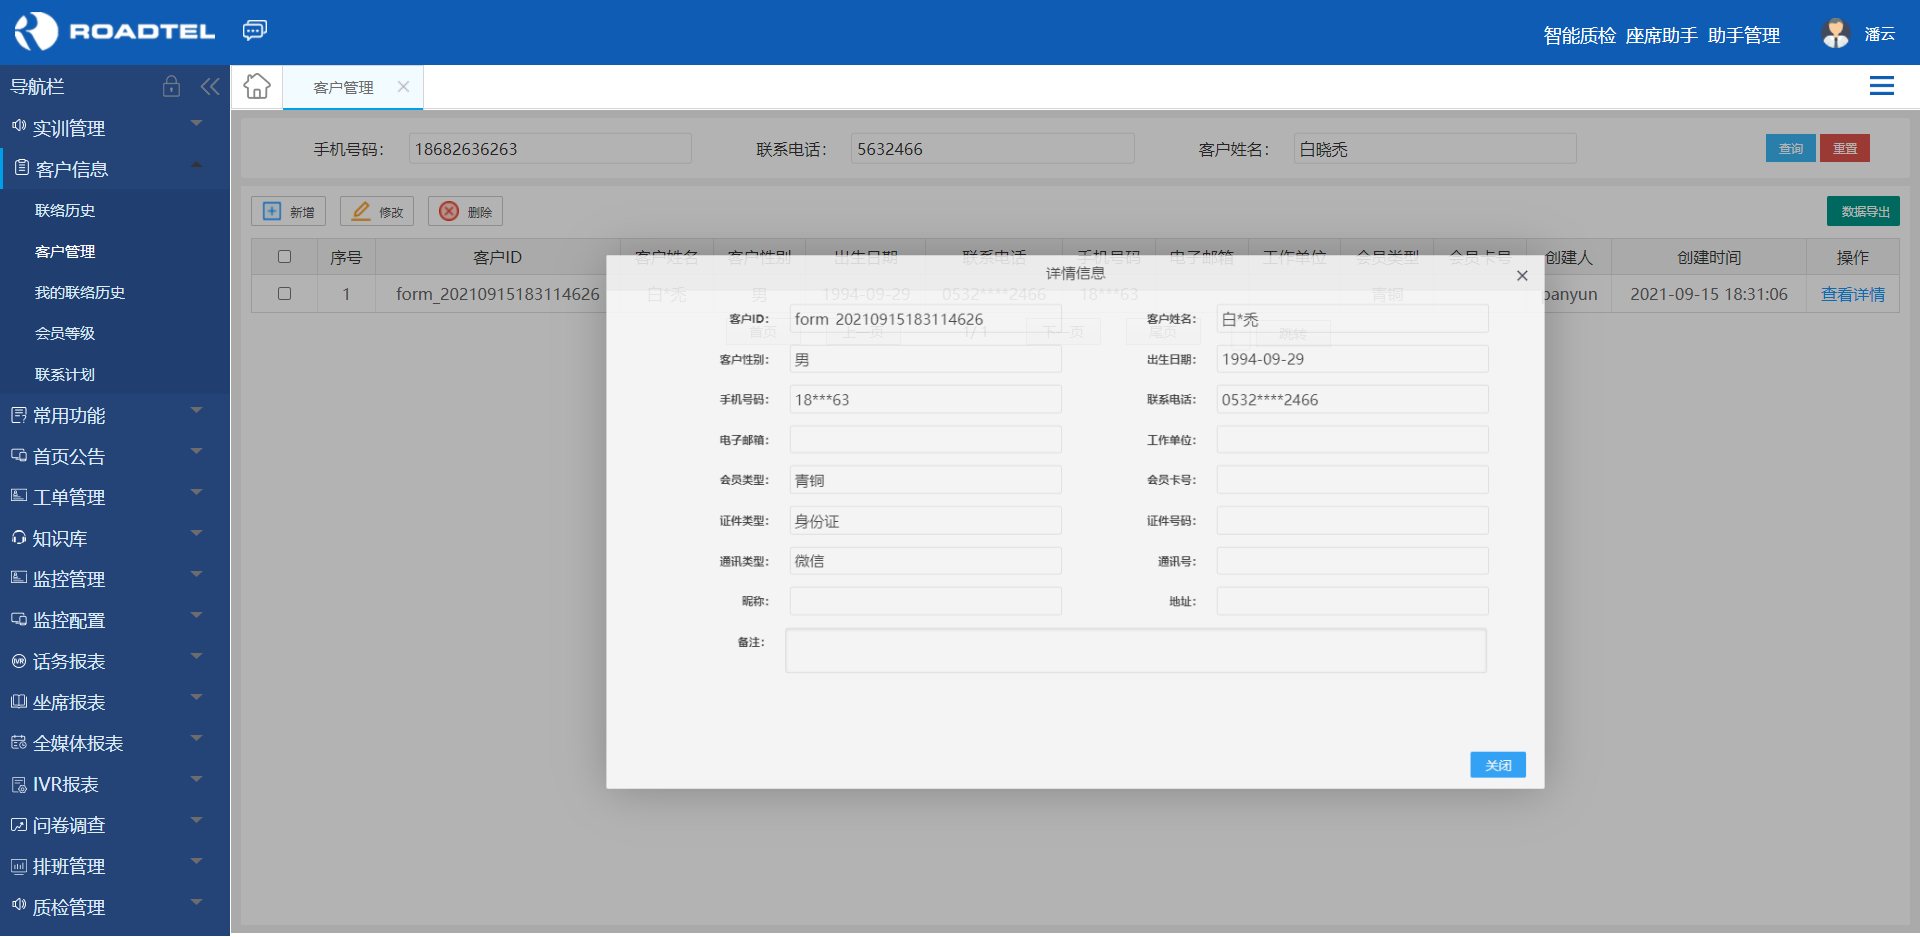 ROADTEL
智能质检 座席助手 助手管理 潘云
导航栏
客户管理
实训管理
客户信息
联络历史
客户管理
我的联络历史
会员等级
联系计划
常用功能
首页公告
工单管理
知识库
监控管理
监控配置
话务报表
坐席报表
全媒体报表
IVR报表
问卷调查
排班管理
质检管理
手机号码： 18682636263 联系电话： 5632466 客户姓名： 白晓秃 查询 重置
新增 修改 删除 数据导出
序号 客户ID 客户姓名 客户性别 出生日期 联系电话 手机号码 电子邮箱 工作单位 会员类型 会员卡号 创建人 创建时间 操作
1 form_20210915183114626 白*秃 男 1994-09-29 0532****2466 18***63 青铜 panyun 2021-09-15 18:31:06 查看详情
首页 上一页 1/1 下一页 尾页 跳转
详情信息
客户ID： form_20210915183114626 客户姓名： 白*秃
客户性别： 男 出生日期： 1994-09-29
手机号码： 18***63 联系电话： 0532****2466
电子邮箱： 工作单位：
会员类型： 青铜 会员卡号：
证件类型： 身份证 证件号码：
通讯类型： 微信 通讯号：
昵称： 地址：
备注：
关闭